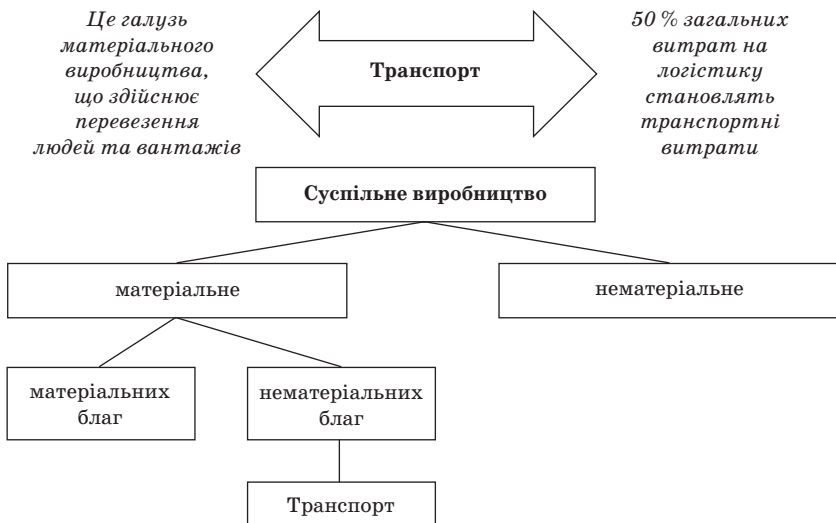 Це галузь
матеріального
виробництва,
що здійснює
перевезення
людей та вантажів
Транспорт
50 % загальних
витрат на
логістику
становлять
транспортні
витрати
Суспільне виробництво
матеріальне
нематеріальне
матеріальних
благ
нематеріальних
благ
Транспорт